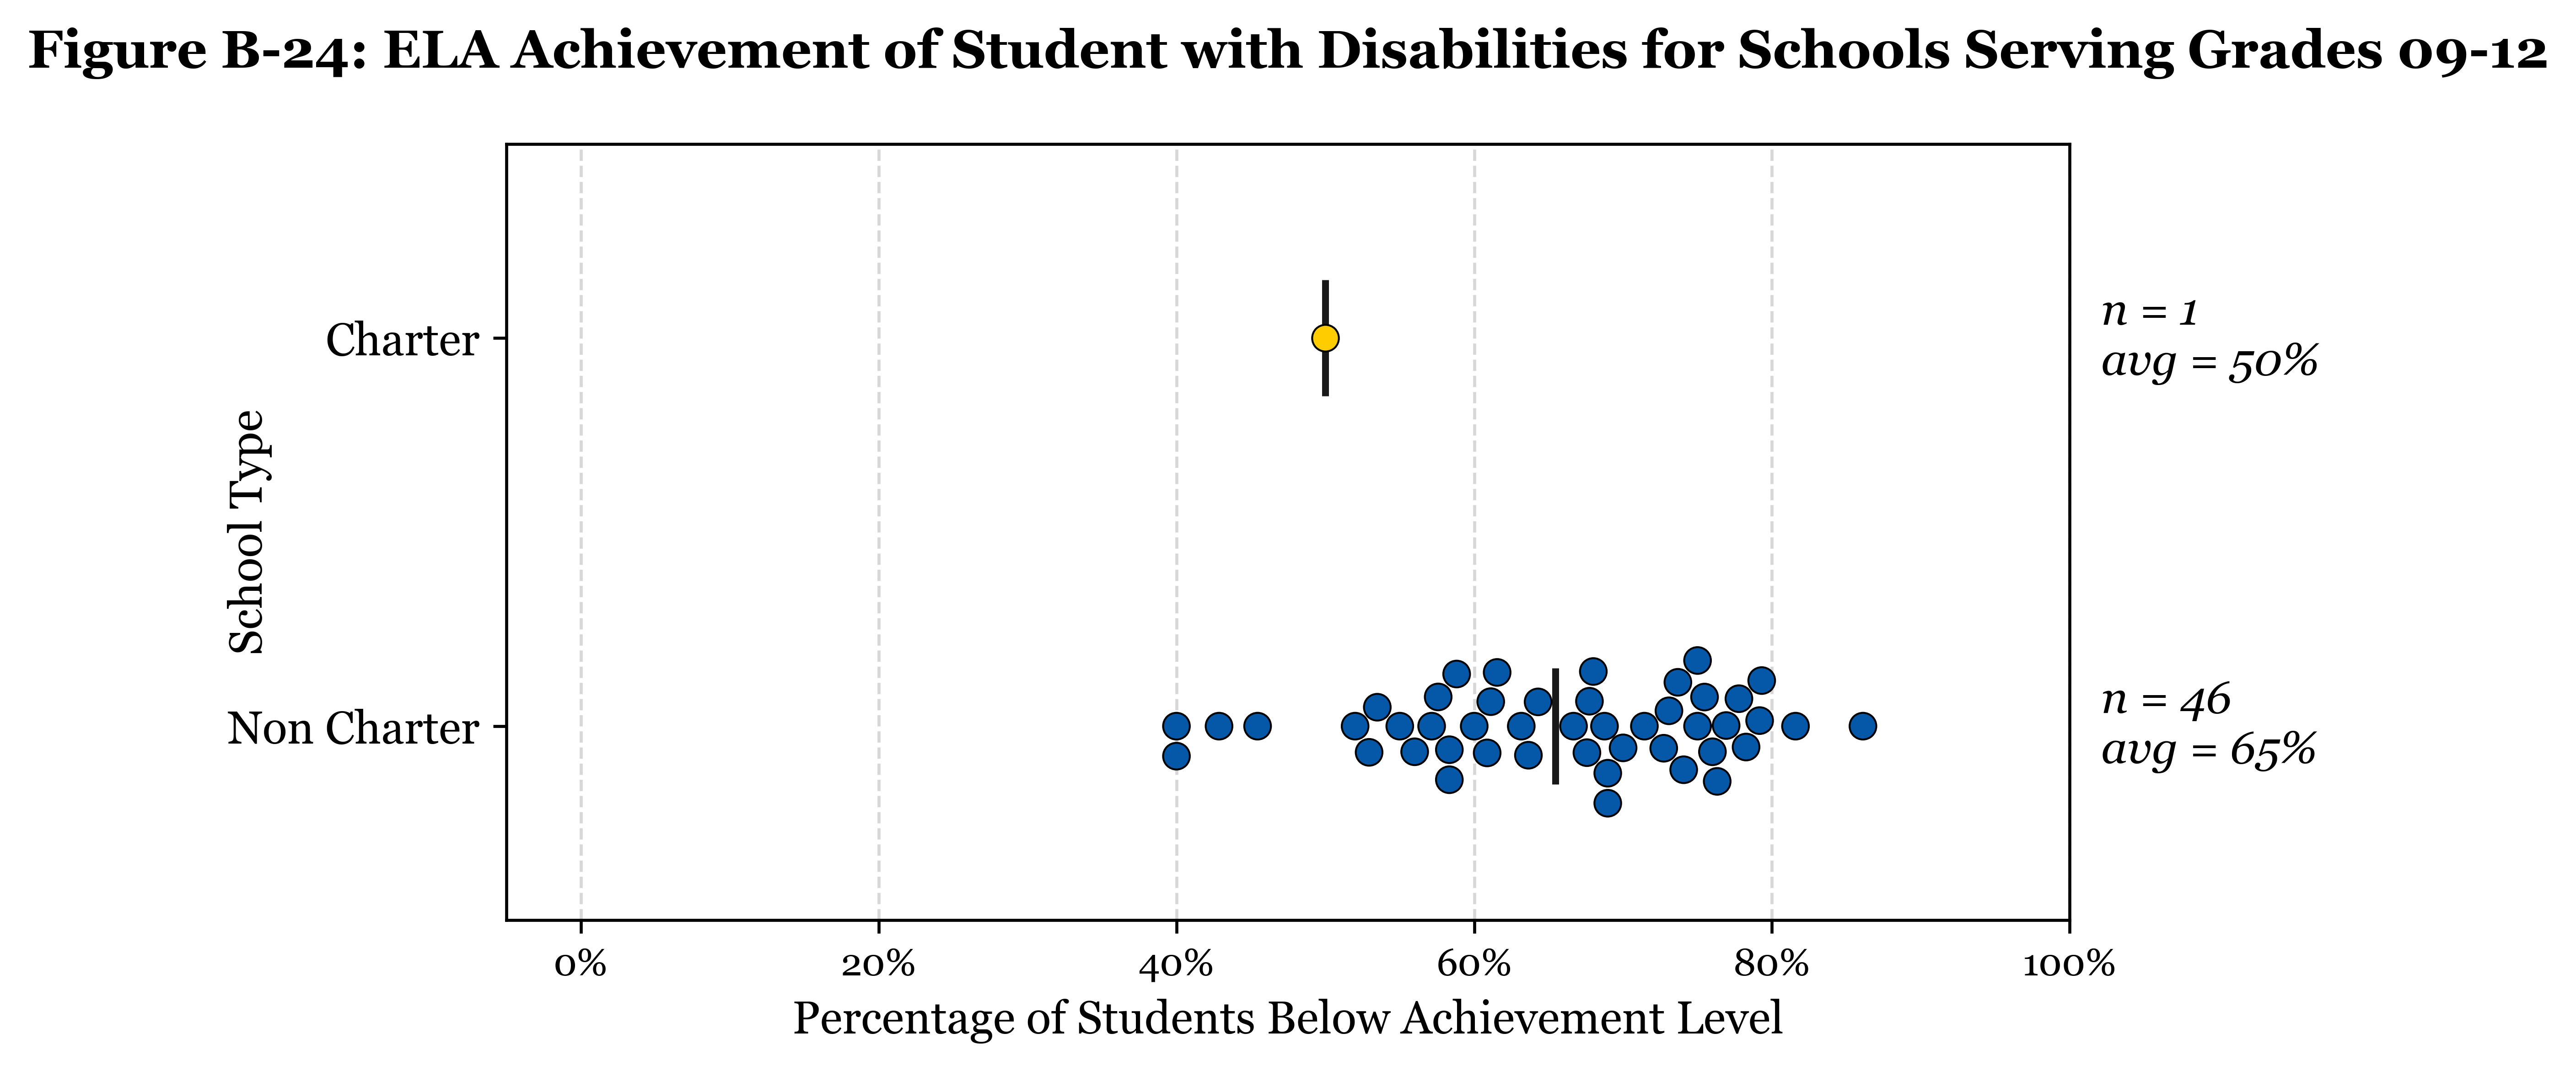 Figure B-24: ELA Achievement of Student with Disabilities for Schools Serving Grades 09-12
Charter
n = 1
avg = 50%
School Type
Non Charter
n = 46
avg = 65%
0%
20%
40%
60%
80%
100%
Percentage of Students Below Achievement Level